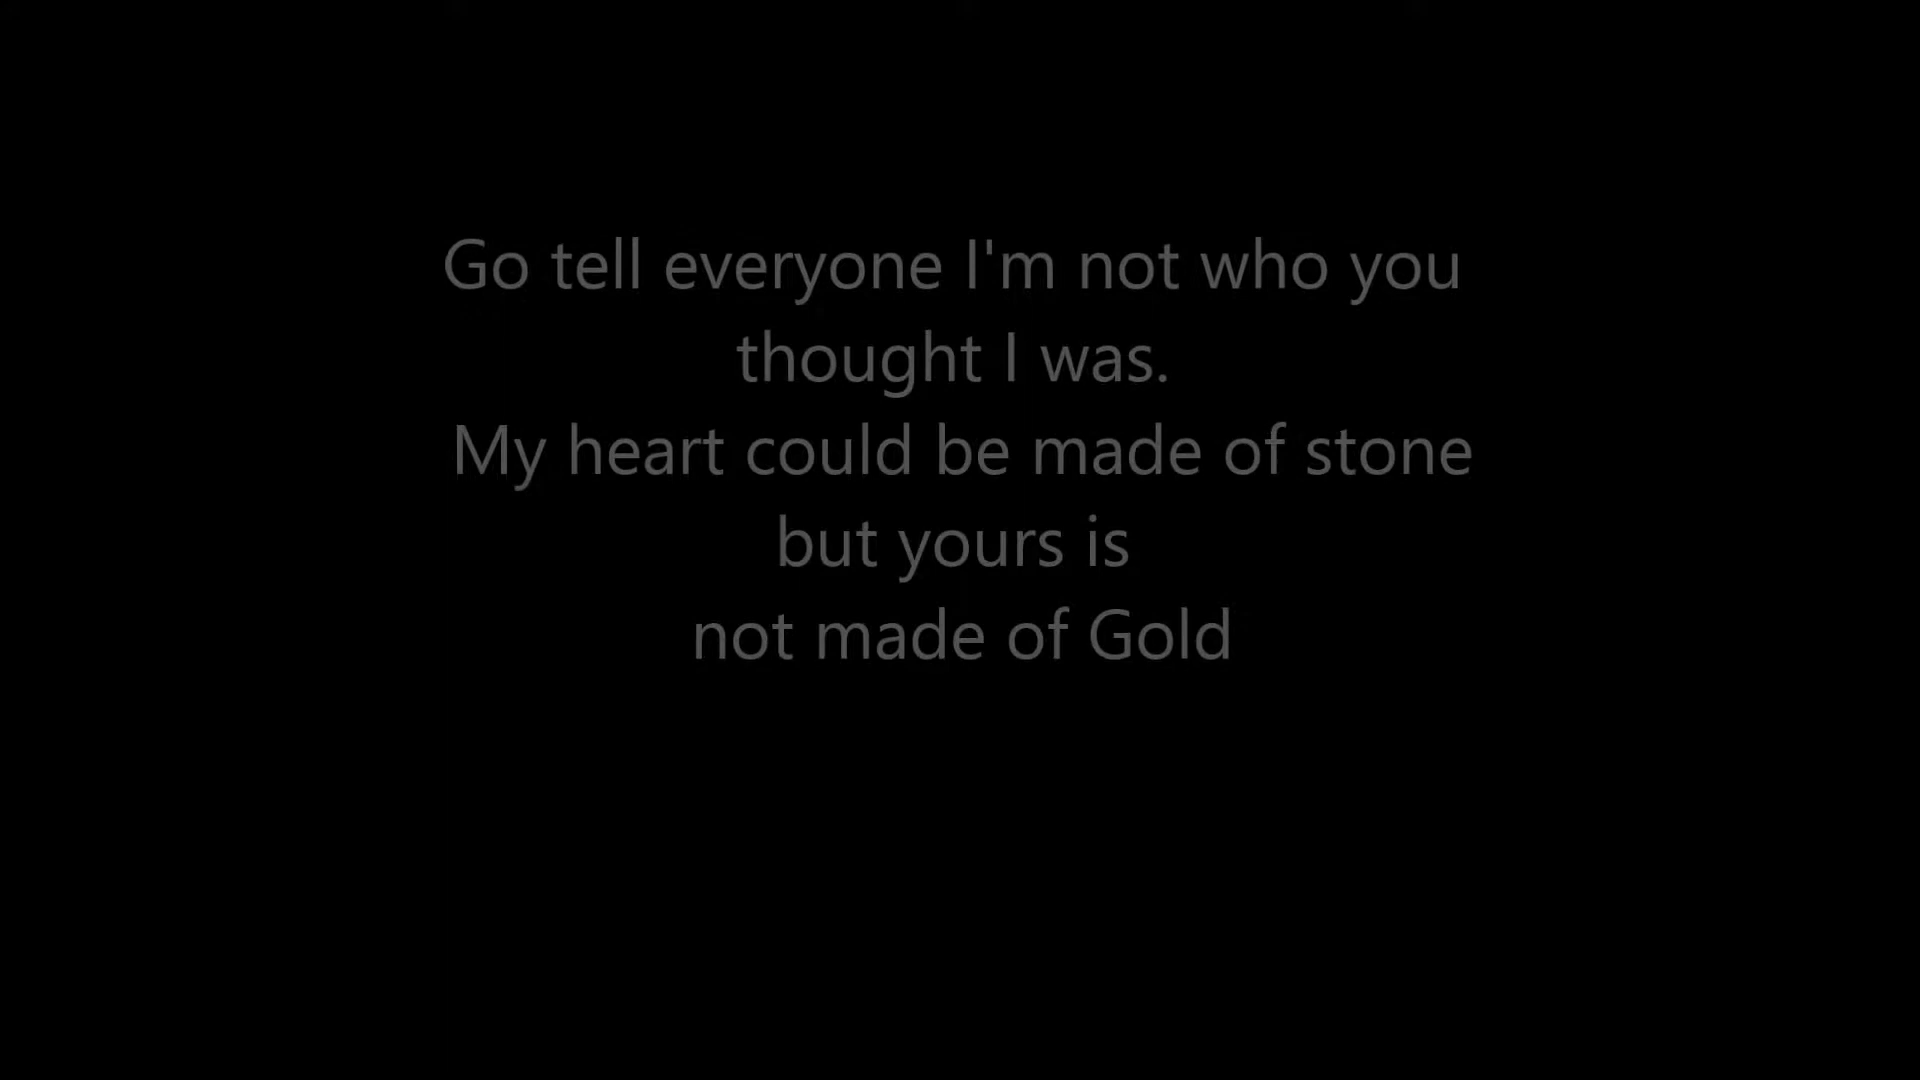 Go tell everyone I'm not who you
thought I was.
My heart could be made of stone
but yours is
not made of Gold